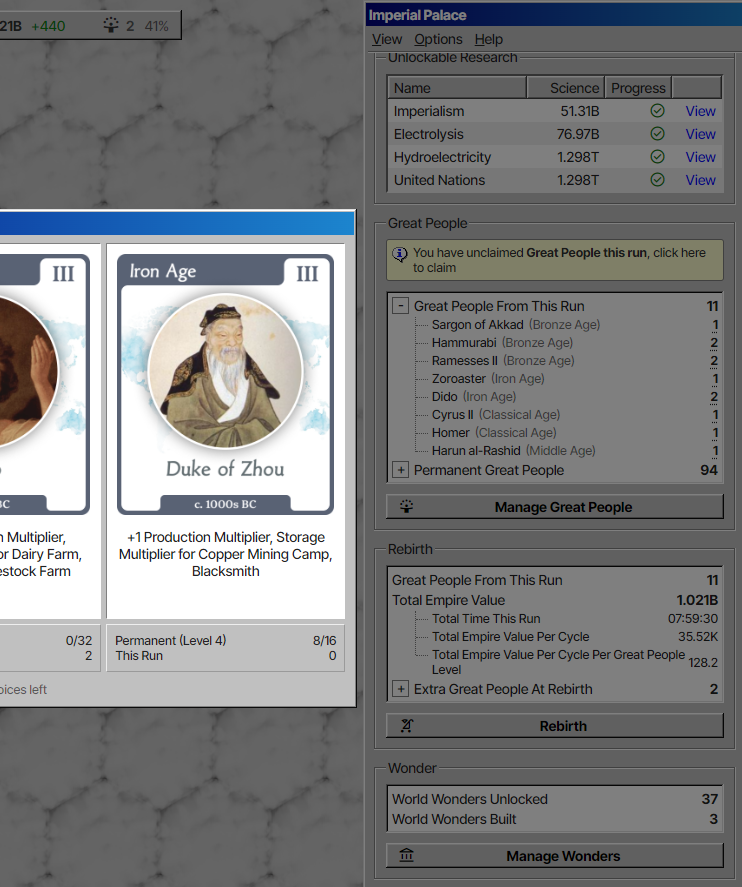 21B +440 2 41%
Imperial Palace
View Options Help
Unlockable Research
Name Science Progress
Imperialism 51.31B View
Electrolysis 76.97B View
Hydroelectricity 1.298T View
United Nations 1.298T View
Great People
You have unclaimed Great People this run, click here
to claim
- Great People From This Run 11
Sargon of Akkad (Bronze Age) 1
Hammurabi (Bronze Age) 2
Ramesses II (Bronze Age) 2
Zoroaster (Iron Age) 1
Dido (Iron Age) 2
Cyrus II (Classical Age) 1
Homer (Classical Age) 1
Harun al-Rashid (Middle Age) 1
+ Permanent Great People 94
Manage Great People
Rebirth
Great People From This Run 11
Total Empire Value 1.021B
Total Time This Run 07:59:30
Total Empire Value Per Cycle 35.52K
Total Empire Value Per Cycle Per Great People
Level 128.2
+ Extra Great People At Rebirth 2
Rebirth
Wonder
World Wonders Unlocked 37
World Wonders Built 3
Manage Wonders
III
BC
Multiplier,
or Dairy Farm,
estock Farm
0/32
2
oices left
Iron Age III
Duke of Zhou
c. 1000s BC
+1 Production Multiplier, Storage
Multiplier for Copper Mining Camp,
Blacksmith
Permanent (Level 4) 8/16
This Run 0